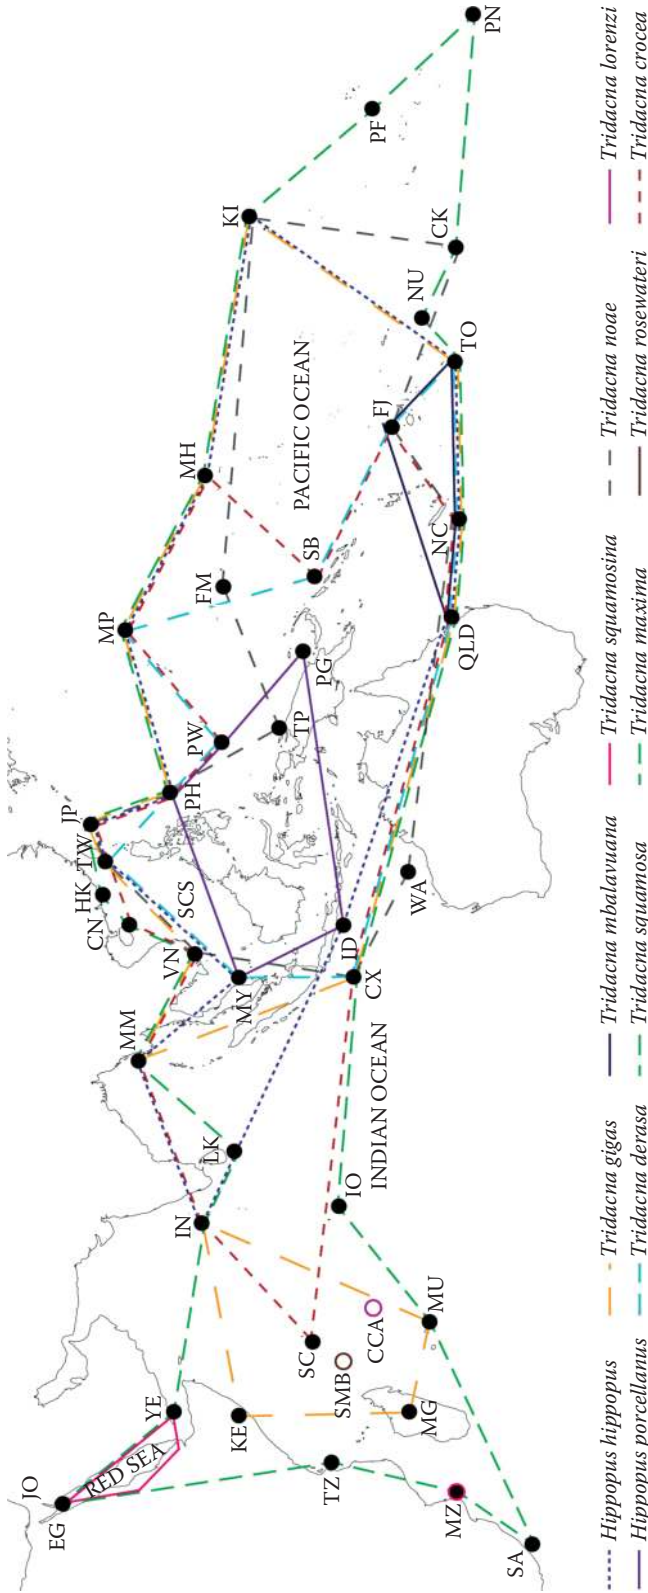 PN
PF
KI
CK
NU
TO
FJ
PACIFIC OCEAN
MH
NC
SB
FM
MP
QLD
PG
TP
PW
PH
JP
TW
HK
CN
SCS
VN
WA
ID
CX
MY
MM
INDIAN OCEAN
LK
IO
IN
MU
CCA
SC
SMB
MG
KE
YE
RED SEA
JO
EG
TZ
MZ
SA
Hippopus hippopus
Tridacna gigas
Tridacna mbalavuana
Tridacna squamosina
Tridacna noae
Tridacna lorenzi
Hippopus porcellanus
Tridacna derasa
Tridacna squamosa
Tridacna maxima
Tridacna rosewateri
Tridacna crocea